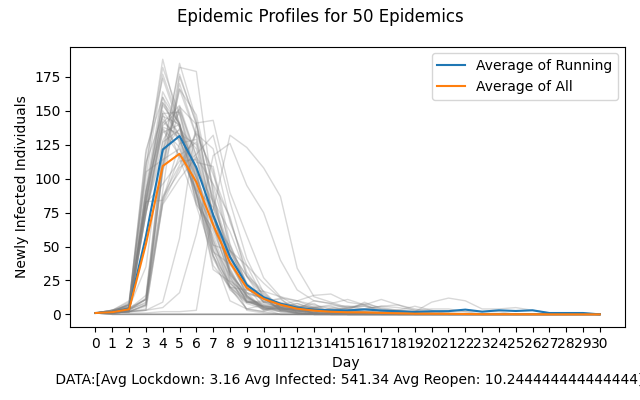 Epidemic Profiles for 50 Epidemics
Newly Infected Individuals
175
150
125
100
75
50
25
0
Average of Running
Average of All
0 1 2 3 4 5 6 7 8 9 10 11 12 13 14 15 16 17 18 19 20 21 22 23 24 25 26 27 28 29 30
Day
DATA:[Avg Lockdown: 3.16 Avg Infected: 541.34 Avg Reopen: 10.244444444444444]